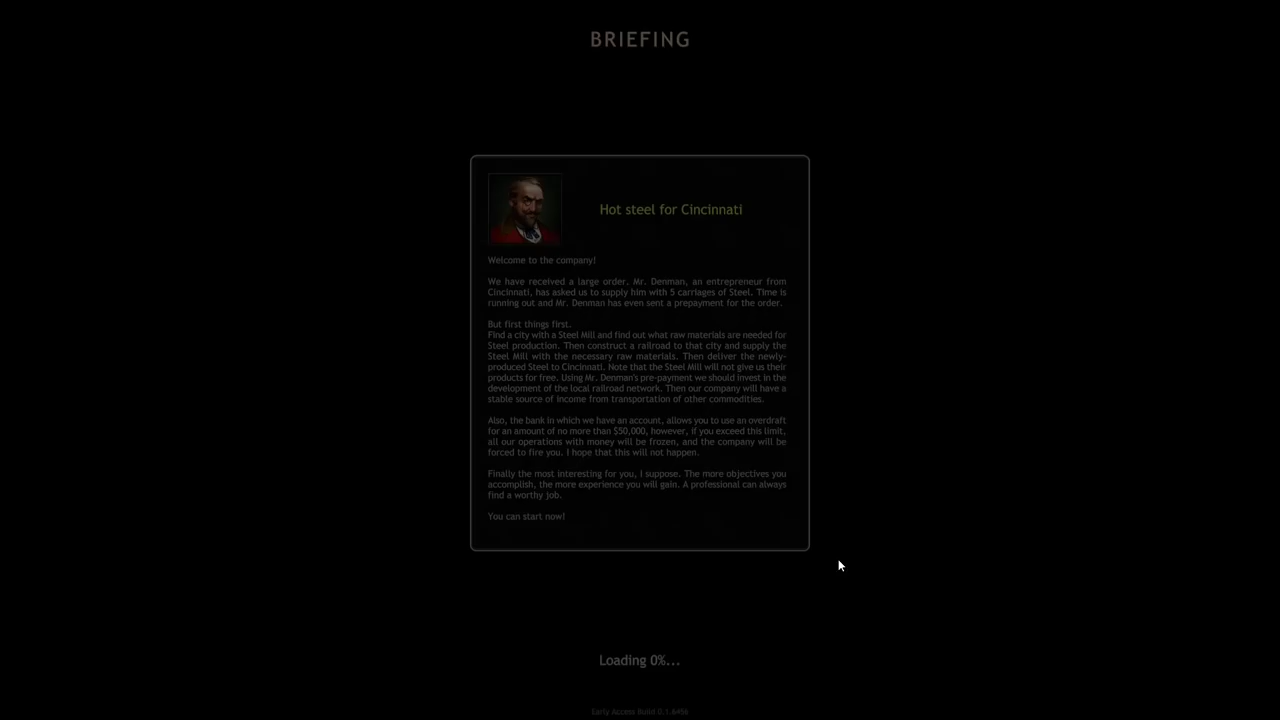 BRIEFING
Hot steel for Cincinnati
Welcome to the company!
We have received a large order. Mr. Denman, an entrepreneur from
Cincinnati, has asked us to supply him with 5 carriages of Steel. Time is
running out and Mr. Denman has even sent a prepayment for the order.
But first things first.
Find a city with a Steel Mill and find out what raw materials are needed for
Steel production. Then construct a railroad to that city and supply the
Steel Mill with the necessary raw materials. Then deliver the newly-
produced Steel to Cincinnati. Note that the Steel Mill will not give us their
products for free. Using Mr. Denman's pre-payment we should invest in the
development of the local railroad network. Then our company will have a
stable source of income from transportation of other commodities.
Also, the bank in which we have an account, allows you to use an overdraft
for an amount of no more than $50,000, however, if you exceed this limit,
all our operations with money will be frozen, and the company will be
forced to fire you. I hope that this will not happen.
Finally the most interesting for you, I suppose. The more objectives you
accomplish, the more experience you will gain. A professional can always
find a worthy job.
You can start now!
Loading 0%...
Early Access Build 0.1.6456